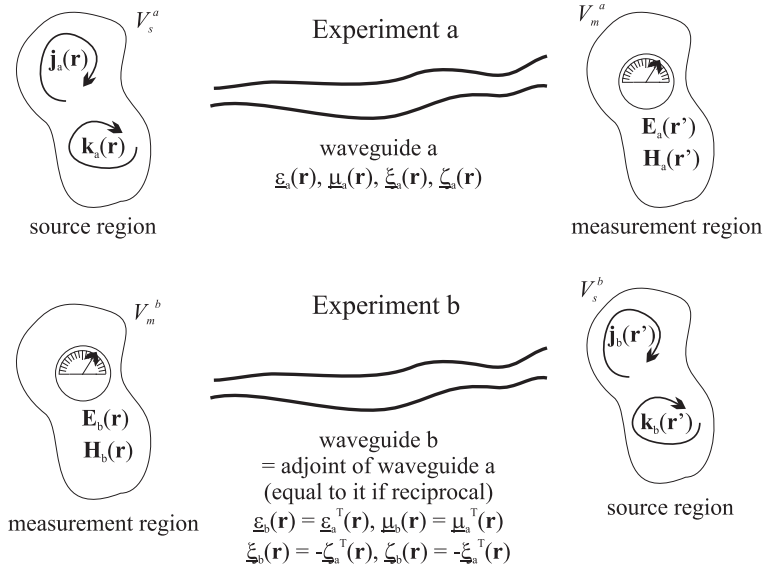 Experiment a
V_s^a
j_a(r)
k_a(r)
source region
waveguide a
ε_a(r), μ_a(r), ξ_a(r), ζ_a(r)
V_m^a
E_a(r')
H_a(r')
measurement region
Experiment b
V_m^b
E_b(r)
H_b(r)
measurement region
waveguide b
= adjoint of waveguide a
(equal to it if reciprocal)
ε_b(r) = ε_a^T(r), μ_b(r) = μ_a^T(r)
ξ_b(r) = -ζ_a^T(r), ζ_b(r) = -ξ_a^T(r)
V_s^b
j_b(r')
k_b(r')
source region